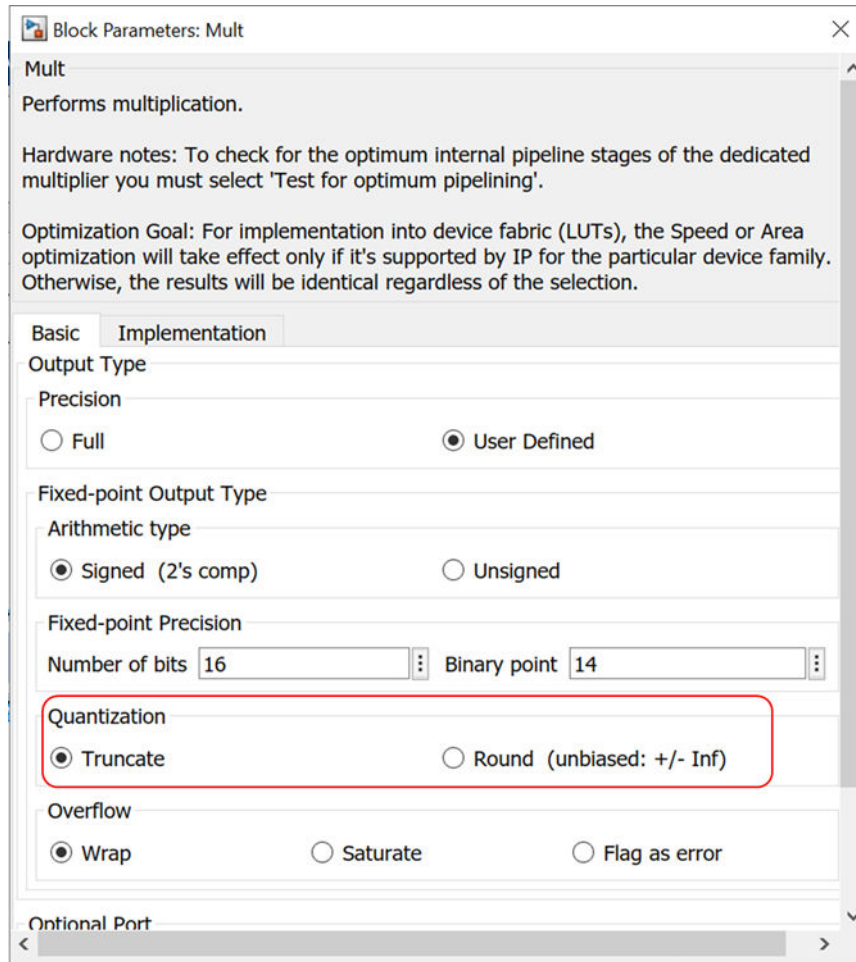 Block Parameters: Mult
Mult
Performs multiplication.
Hardware notes: To check for the optimum internal pipeline stages of the dedicated
multiplier you must select 'Test for optimum pipelining'.
Optimization Goal: For implementation into device fabric (LUTs), the Speed or Area
optimization will take effect only if it's supported by IP for the particular device family.
Otherwise, the results will be identical regardless of the selection.
Basic Implementation
Output Type
Precision
Full User Defined
Fixed-point Output Type
Arithmetic type
Signed (2's comp) Unsigned
Fixed-point Precision
Number of bits 16 Binary point 14
Quantization
Truncate Round (unbiased: +/- Inf)
Overflow
Wrap Saturate Flag as error
Optional Port